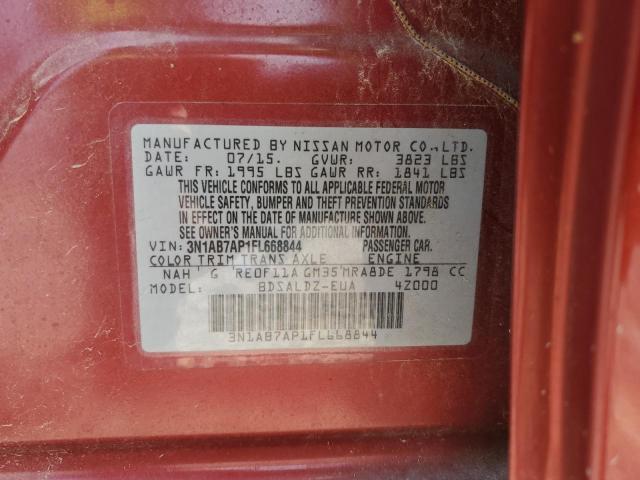 MANUFACTURED BY NISSAN MOTOR CO.,LTD.
DATE: 07/15. GVWR: 3823 LBS
GAWR FR: 1995 LBS GAWR RR: 1841 LBS
THIS VEHICLE CONFORMS TO ALL APPLICABLE FEDERAL MOTOR
VEHICLE SAFETY, BUMPER, AND THEFT PREVENTION STANDARDS
IN EFFECT ON THE DATE OF MANUFACTURE SHOWN ABOVE.
SEE OWNER'S MANUAL FOR ADDITIONAL INFORMATION.
VIN: 3N1AB7AP1FL668844 PASSENGER CAR.
COLOR TRIM TRANS AXLE ENGINE
NAH G RE0F11A GM35 MRA8DE 1798 CC
MODEL: BDSALDZ-EUA 4Z000
3N1AB7AP1FL668844